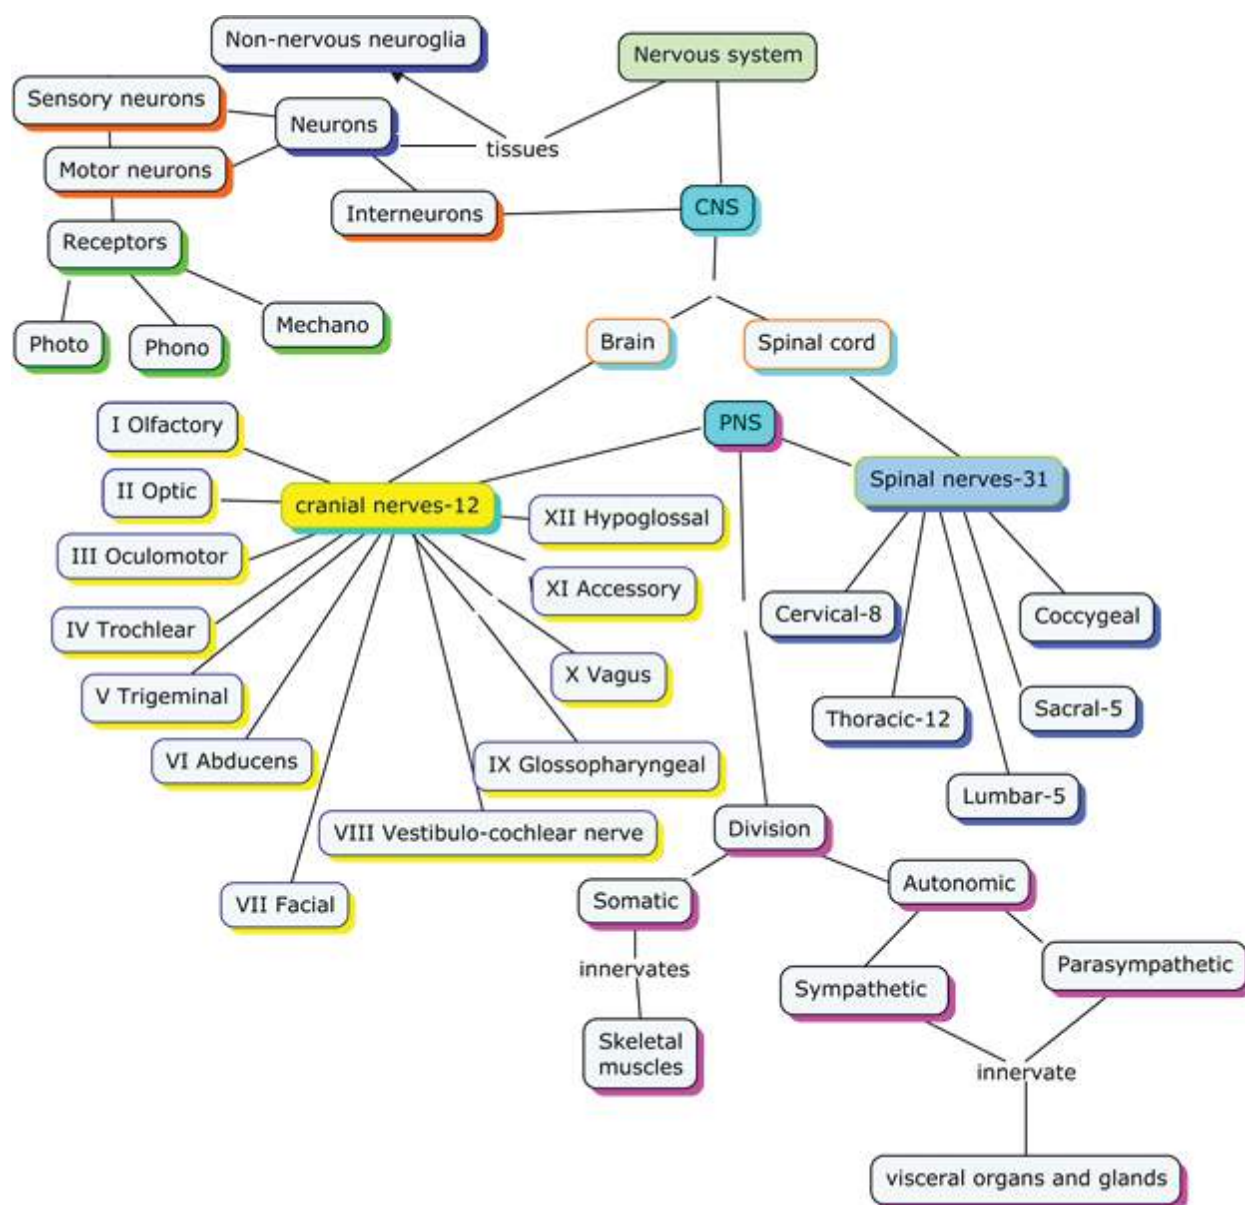 Non-nervous neuroglia
Nervous system
Sensory neurons
Neurons
tissues
Motor neurons
Interneurons
CNS
Receptors
Photo
Phono
Mechano
Brain
Spinal cord
I Olfactory
PNS
II Optic
cranial nerves-12
Spinal nerves-31
XII Hypoglossal
III Oculomotor
XI Accessory
IV Trochlear
Cervical-8
Coccygeal
V Trigeminal
X Vagus
Thoracic-12
Sacral-5
VI Abducens
IX Glossopharyngeal
Lumbar-5
VIII Vestibulo-cochlear nerve
Division
VII Facial
Somatic
Autonomic
innervates
Sympathetic
Parasympathetic
Skeletal
muscles
innervate
visceral organs and glands